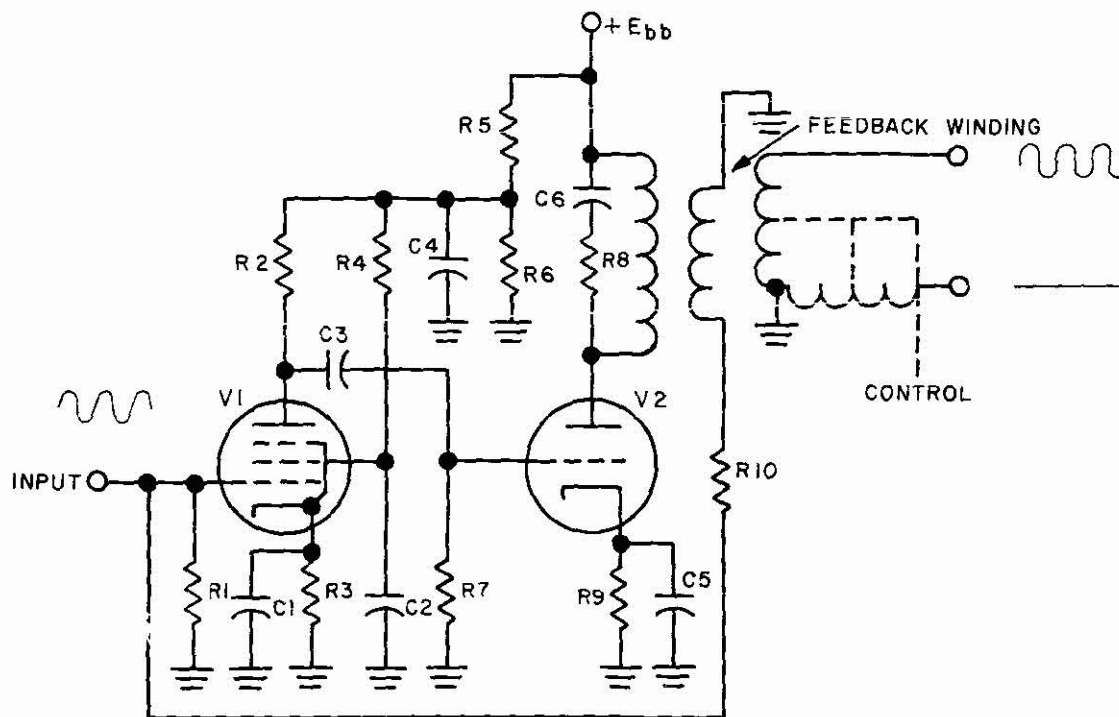 + Ebb
R5
FEEDBACK WINDING
C6
R2
R4
C4
R6
R8
C3
CONTROL
V1
V2
INPUT
R10
R1
C1
R3
C2
R7
R9
C5